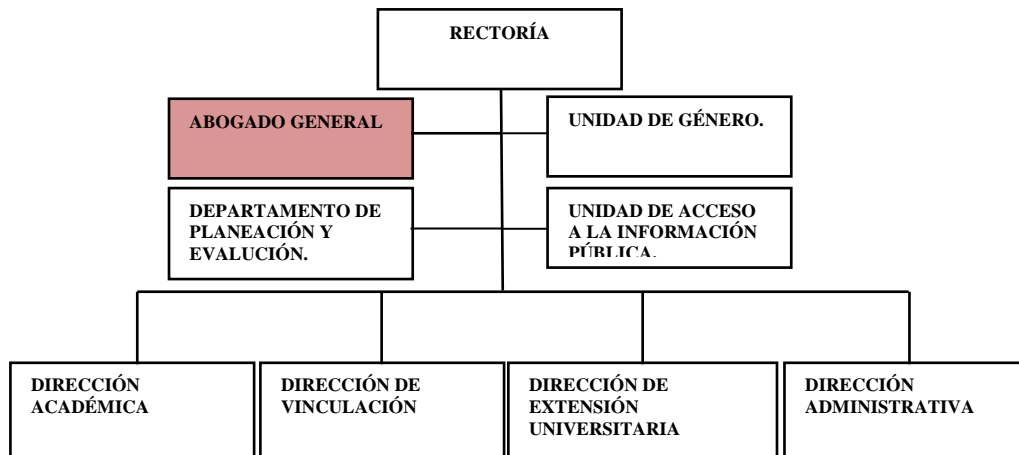 RECTORÍA
ABOGADO GENERAL
UNIDAD DE GÉNERO.
DEPARTAMENTO DE
PLANEACIÓN Y
EVALUCIÓN.
UNIDAD DE ACCESO
A LA INFORMACIÓN
PÚBLICA.
DIRECCIÓN
ACADÉMICA
DIRECCIÓN DE
VINCULACIÓN
DIRECCIÓN DE
EXTENSIÓN
UNIVERSITARIA
DIRECCIÓN
ADMINISTRATIVA